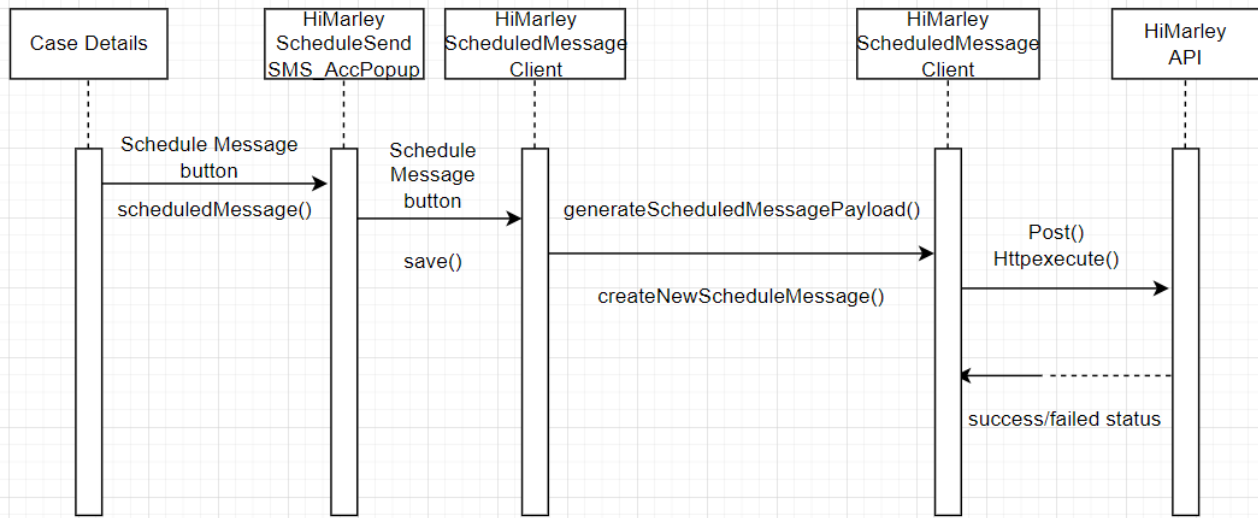 Case Details
HiMarley
ScheduleSend
SMS_AccPopup
HiMarley
ScheduledMessage
Client
HiMarley
ScheduledMessage
Client
HiMarley
API
Schedule Message
button
scheduledMessage()
Schedule
Message
button
save()
generateScheduledMessagePayload()
createNewScheduleMessage()
Post()
Httpexecute()
success/failed status